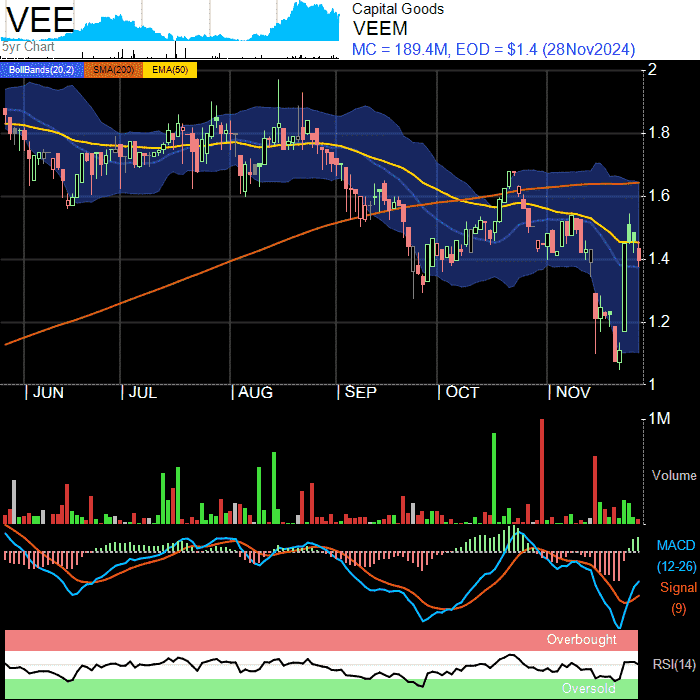 VEE
5yr Chart
Capital Goods
VEEM
MC = 189.4M, EOD = $1.4 (28Nov2024)
BollBands(20,2) SMA(200) EMA(50)
2
1.8
1.6
1.4
1.2
1
JUN JUL AUG SEP OCT NOV
1M
Volume
MACD
(12-26)
Signal
(9)
Overbought
RSI(14)
Oversold